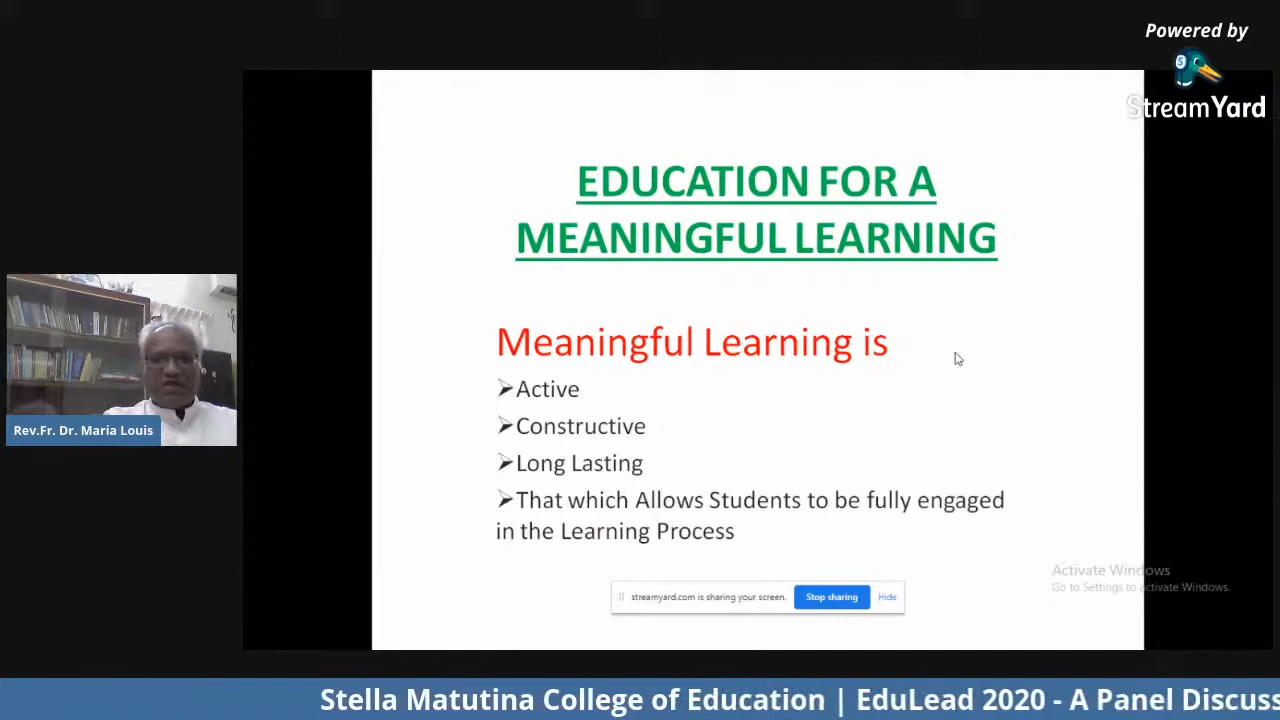 Powered by
StreamYard
EDUCATION FOR A
MEANINGFUL LEARNING
Meaningful Learning is
➢Active
➢Constructive
➢Long Lasting
➢That which Allows Students to be fully engaged
in the Learning Process
Rev.Fr. Dr. Maria Louis
Activate Windows
Go to Settings to activate Windows.
streamyard.com is sharing your screen.
Stop sharing
Hide
Stella Matutina College of Education | EduLead 2020 - A Panel Discuss